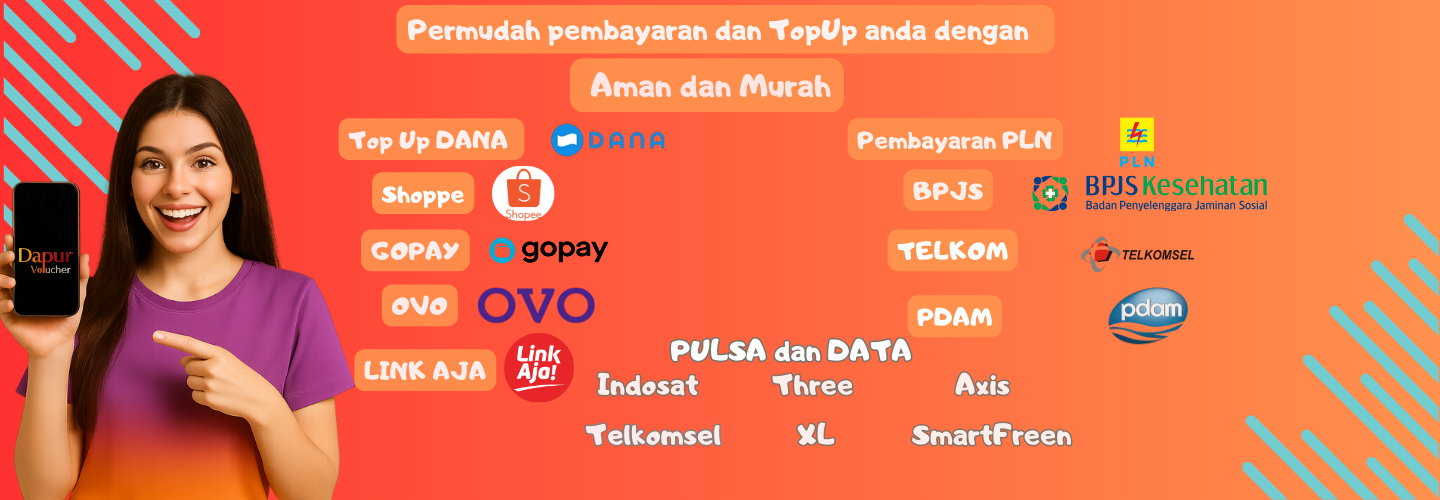 Permudah pembayaran dan TopUp anda dengan
Aman dan Murah
Top Up DANA
DANA
Shoppe
Shopee
GOPAY
gopay
OVO
OVO
LINK AJA
Link
Aja!
Pembayaran PLN
PLN
BPJS
BPJS Kesehatan
Badan Penyelenggara Jaminan Sosial
TELKOM
TELKOMSEL
PDAM
pdam
PULSA dan DATA
Indosat Three Axis
Telkomsel XL SmartFreen
Dapur
Voucher